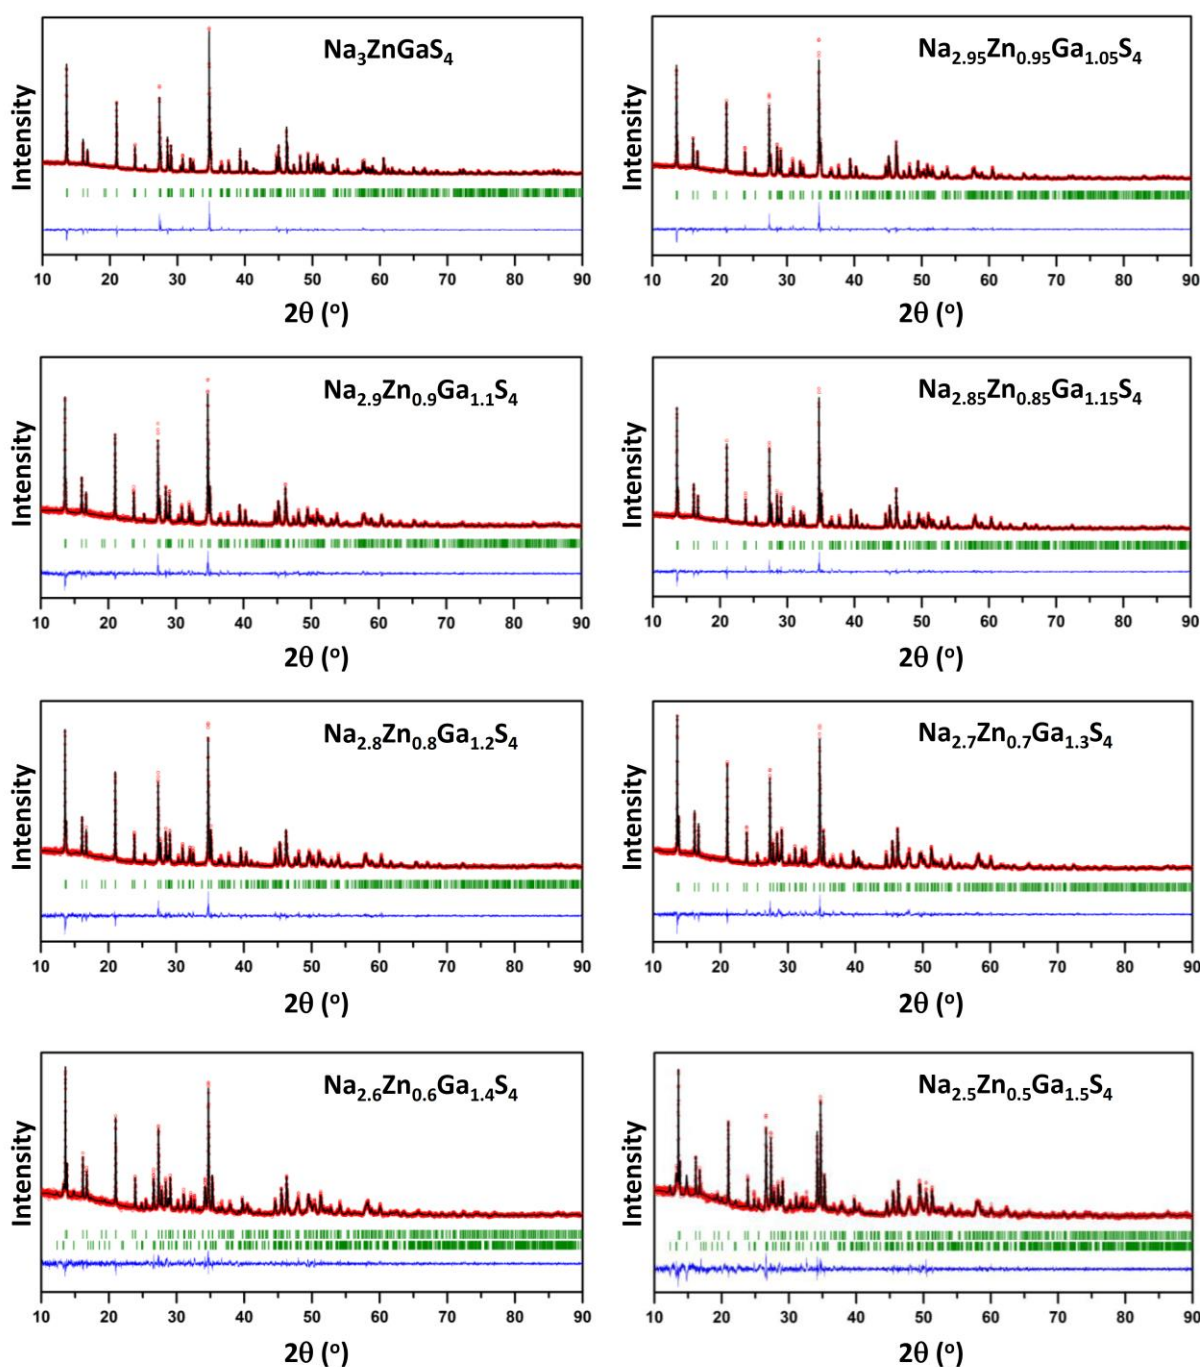 Na₃ZnGaS₄
Intensity
10 20 30 40 50 60 70 80 90
2θ (°)
Na₂.₉₅Zn₀.₉₅Ga₁.₀₅S₄
Intensity
10 20 30 40 50 60 70 80 90
2θ (°)
Na₂.₉Zn₀.₉Ga₁.₁S₄
Intensity
10 20 30 40 50 60 70 80 90
2θ (°)
Na₂.₈₅Zn₀.₈₅Ga₁.₁₅S₄
Intensity
10 20 30 40 50 60 70 80 90
2θ (°)
Na₂.₈Zn₀.₈Ga₁.₂S₄
Intensity
10 20 30 40 50 60 70 80 90
2θ (°)
Na₂.₇Zn₀.₇Ga₁.₃S₄
Intensity
10 20 30 40 50 60 70 80 90
2θ (°)
Na₂.₆Zn₀.₆Ga₁.₄S₄
Intensity
10 20 30 40 50 60 70 80 90
2θ (°)
Na₂.₅Zn₀.₅Ga₁.₅S₄
Intensity
10 20 30 40 50 60 70 80 90
2θ (°)